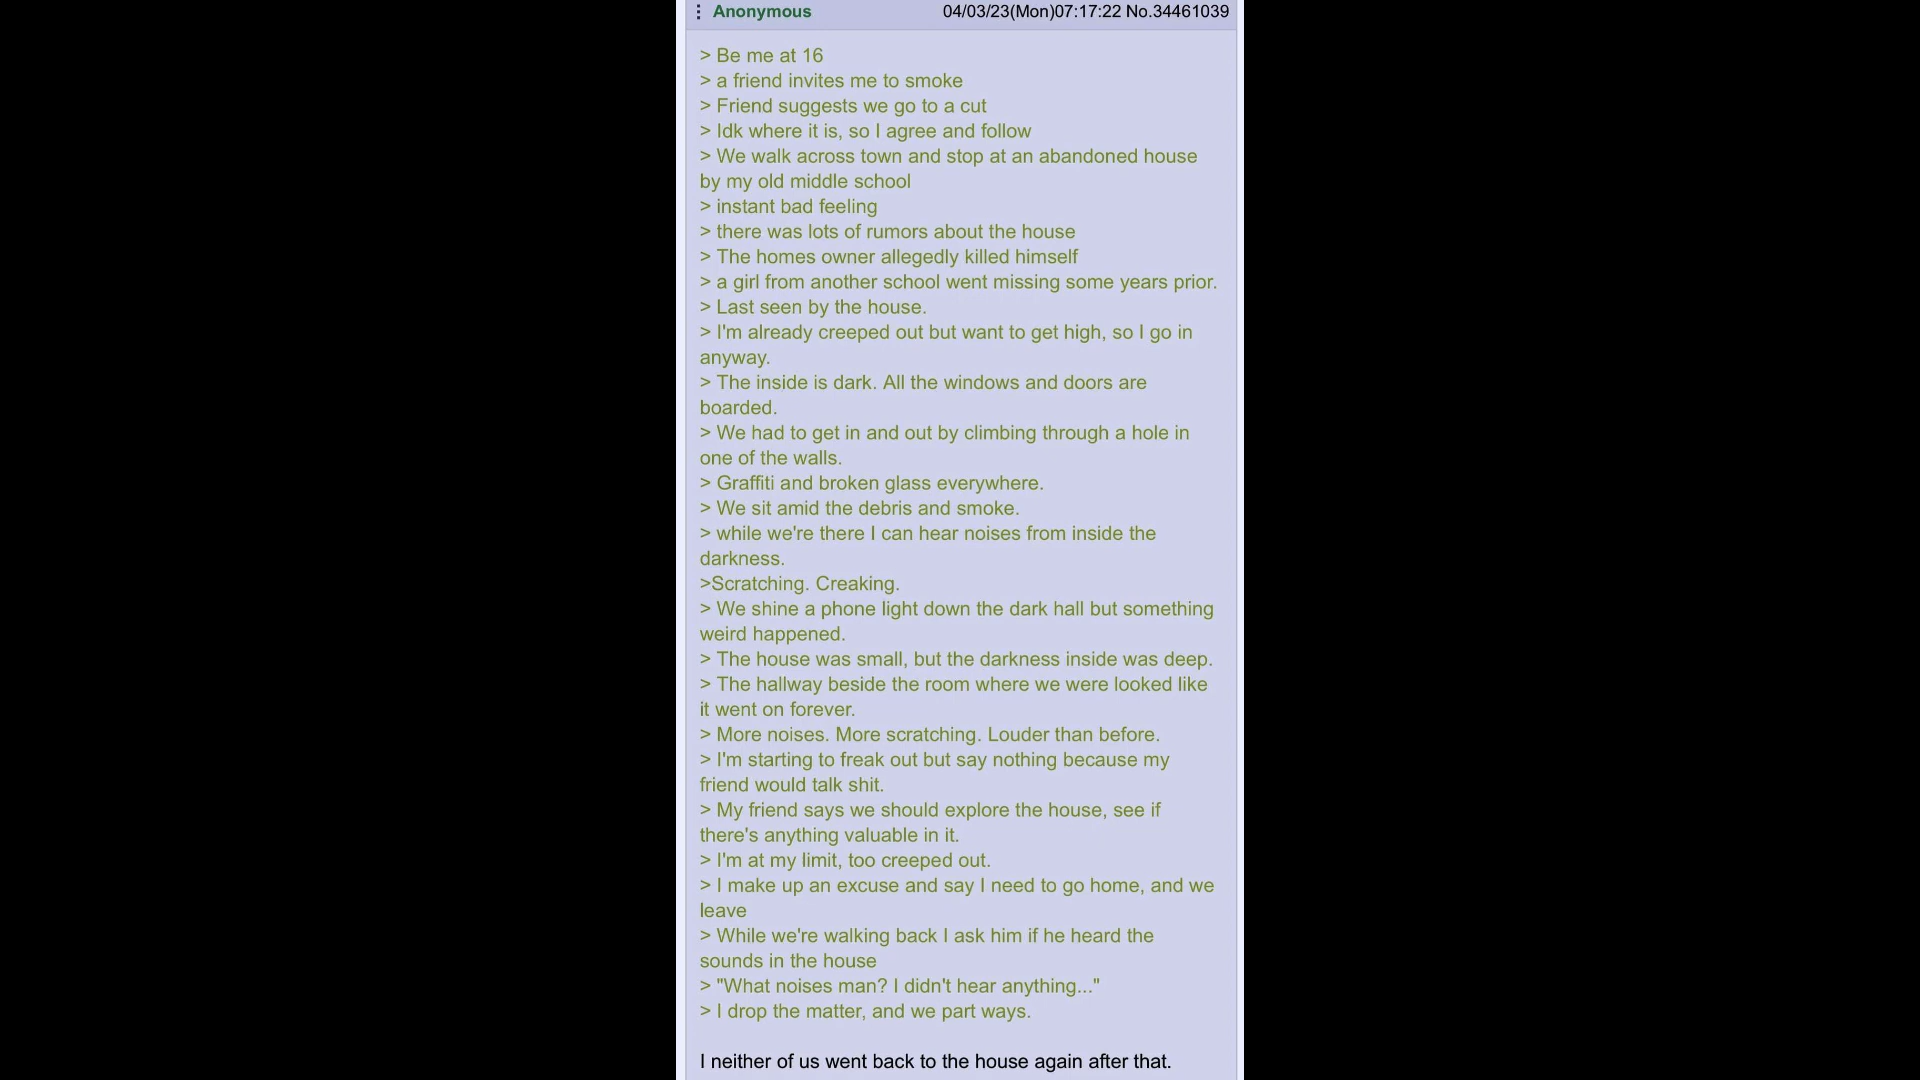 Anonymous 04/03/23(Mon)07:17:22 No.34461039
> Be me at 16
> a friend invites me to smoke
> Friend suggests we go to a cut
> Idk where it is, so I agree and follow
> We walk across town and stop at an abandoned house
by my old middle school
> instant bad feeling
> there was lots of rumors about the house
> The homes owner allegedly killed himself
> a girl from another school went missing some years prior.
> Last seen by the house.
> I'm already creeped out but want to get high, so I go in
anyway.
> The inside is dark. All the windows and doors are
boarded.
> We had to get in and out by climbing through a hole in
one of the walls.
> Graffiti and broken glass everywhere.
> We sit amid the debris and smoke.
> while we're there I can hear noises from inside the
darkness.
>Scratching. Creaking.
> We shine a phone light down the dark hall but something
weird happened.
> The house was small, but the darkness inside was deep.
> The hallway beside the room where we were looked like
it went on forever.
> More noises. More scratching. Louder than before.
> I'm starting to freak out but say nothing because my
friend would talk shit.
> My friend says we should explore the house, see if
there's anything valuable in it.
> I'm at my limit, too creeped out.
> I make up an excuse and say I need to go home, and we
leave
> While we're walking back I ask him if he heard the
sounds in the house
> "What noises man? I didn't hear anything..."
> I drop the matter, and we part ways.
I neither of us went back to the house again after that.